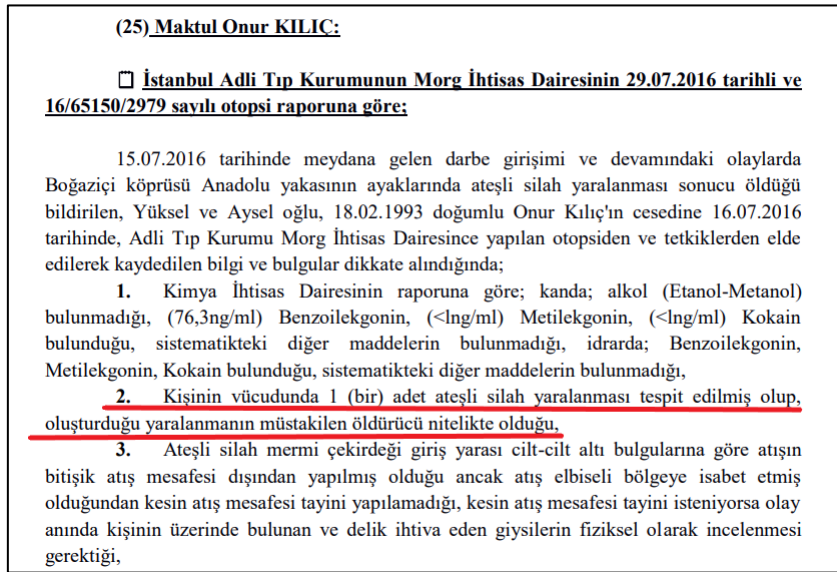 (25) Maktul Onur KILIÇ:
İstanbul Adli Tıp Kurumunun Morg İhtisas Dairesinin 29.07.2016 tarihli ve
16/65150/2979 sayılı otopsi raporuna göre;
15.07.2016 tarihinde meydana gelen darbe girişimi ve devamındaki olaylarda
Boğaziçi köprüsü Anadolu yakasının ayaklarında ateşli silah yaralanması sonucu öldüğü
bildirilen, Yüksel ve Aysel oğlu, 18.02.1993 doğumlu Onur Kılıç'ın cesedine 16.07.2016
tarihinde, Adli Tıp Kurumu Morg İhtisas Dairesince yapılan otopsiden ve tetkiklerden elde
edilerek kaydedilen bilgi ve bulgular dikkate alındığında;
1. Kimya İhtisas Dairesinin raporuna göre; kanda; alkol (Etanol-Metanol)
bulunmadığı, (76,3ng/ml) Benzoilekgonin, (<lng/ml) Metilekgonin, (<lng/ml) Kokain
bulunduğu, sistematikteki diğer maddelerin bulunmadığı, idrarda; Benzoilekgonin,
Metilekgonin, Kokain bulunduğu, sistematikteki diğer maddelerin bulunmadığı,
2. Kişinin vücudunda 1 (bir) adet ateşli silah yaralanması tespit edilmiş olup,
oluşturduğu yaralanmanın müstakilen öldürücü nitelikte olduğu,
3. Ateşli silah mermi çekirdeği giriş yarası cilt-cilt altı bulgularına göre atışın
bitişik atış mesafesi dışından yapılmış olduğu ancak atış elbiseli bölgeye isabet etmiş
olduğundan kesin atış mesafesi tayini yapılamadığı, kesin atış mesafesi tayini isteniyorsa olay
anında kişinin üzerinde bulunan ve delik ihtiva eden giysilerin fiziksel olarak incelenmesi
gerektiği,